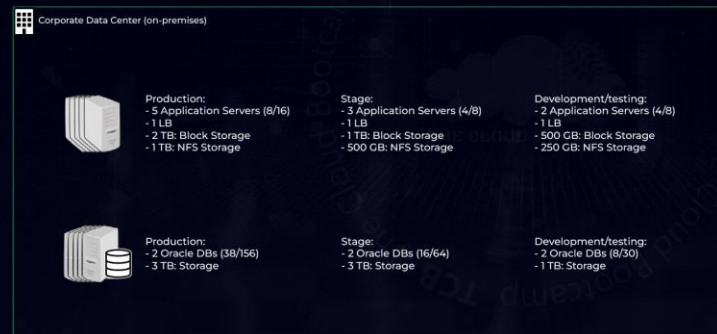 Corporate Data Center (on-premises)
Production:
- 5 Application Servers (8/16)
- 1 LB
- 2 TB: Block Storage
- 1 TB: NFS Storage
Stage:
- 3 Application Servers (4/8)
- 1 LB
- 1 TB: Block Storage
- 500 GB: NFS Storage
Development/testing:
- 2 Application Servers (4/8)
- 1 LB
- 500 GB: Block Storage
- 250 GB: NFS Storage
Production:
- 2 Oracle DBs (38/156)
- 3 TB: Storage
Stage:
- 2 Oracle DBs (16/64)
- 3 TB: Storage
Development/testing:
- 2 Oracle DBs (8/30)
- 1 TB: Storage